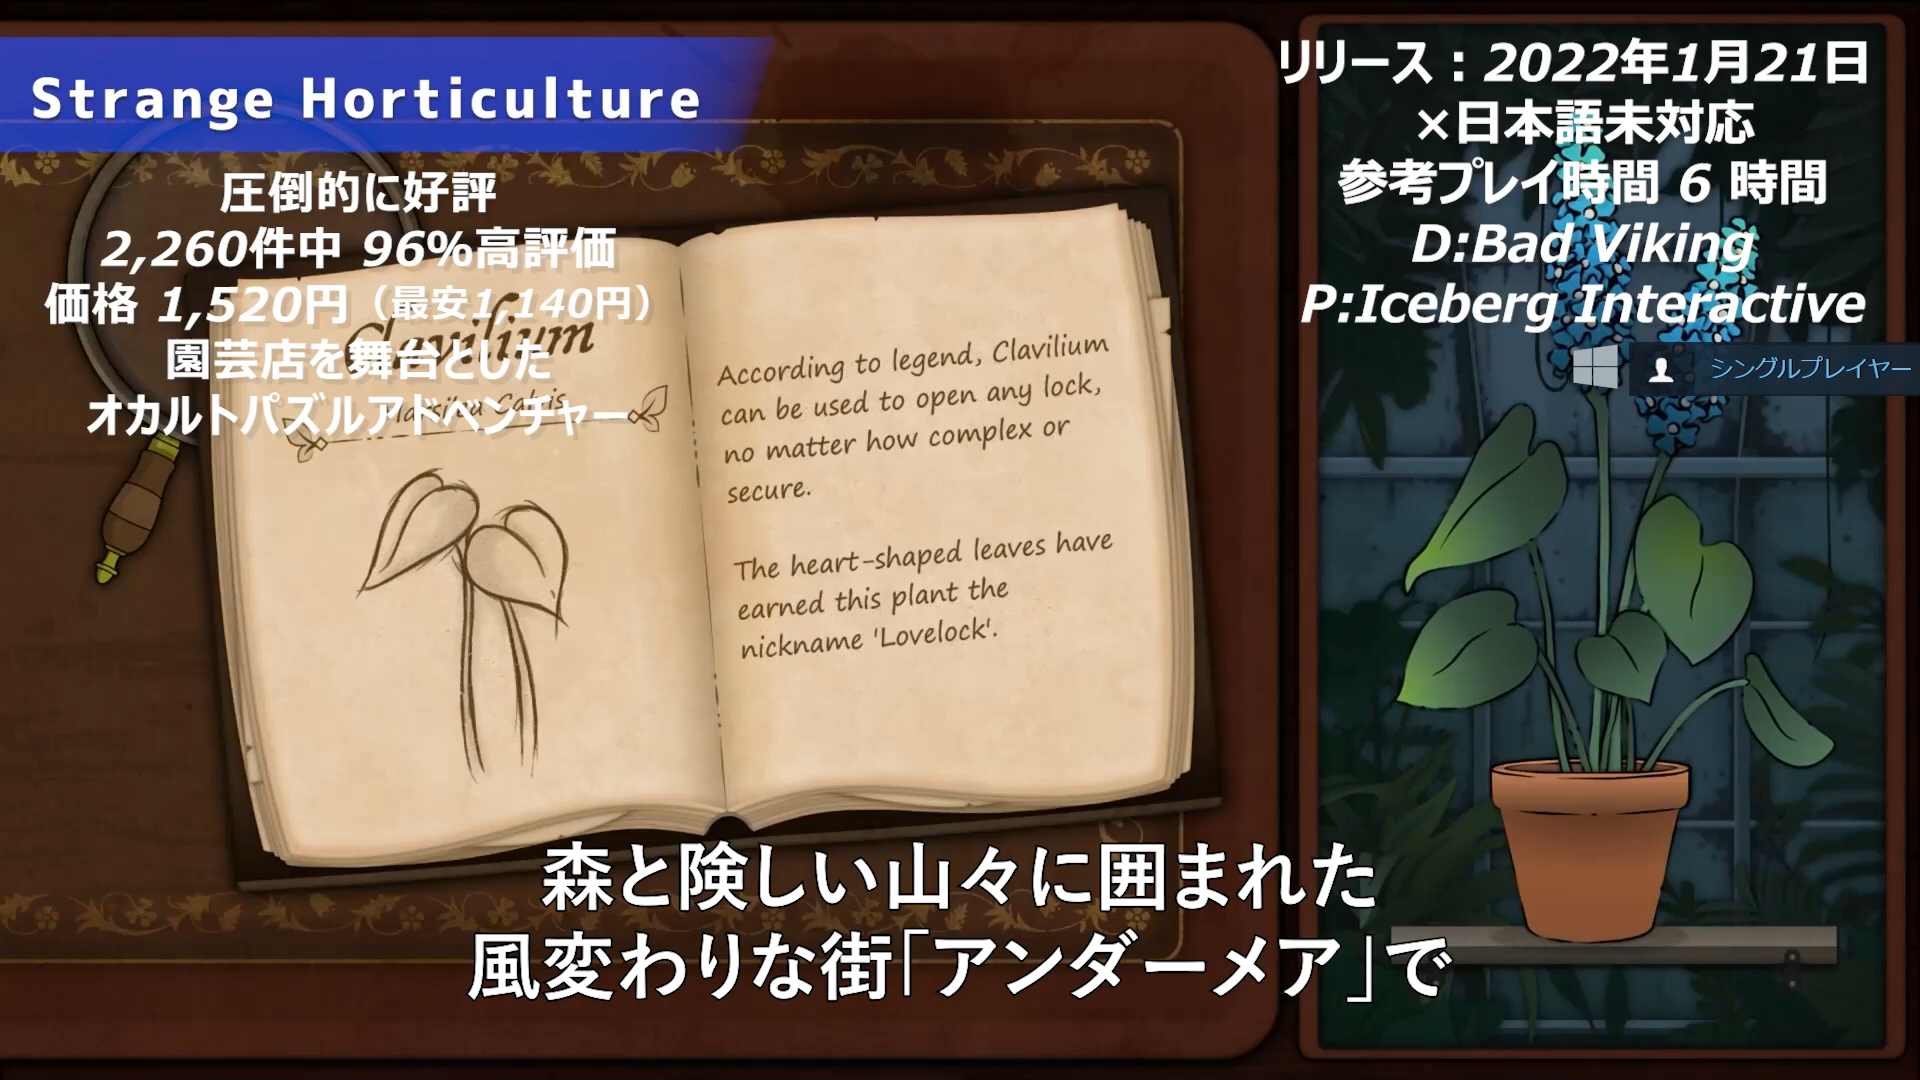 Strange Horticulture
圧倒的に好評
2,260件中 96%高評価
価格 1,520円（最安1,140円）
園芸店を舞台とした
オカルトパズルアドベンチャー
リリース：2022年1月21日
×日本語未対応
参考プレイ時間 6 時間
D:Bad Viking
P:Iceberg Interactive
シングルプレイヤー
Clavilium
According to legend, Clavilium
can be used to open any lock,
no matter how complex or
secure.
The heart-shaped leaves have
earned this plant the
nickname 'Lovelock'.
森と険しい山々に囲まれた
風変わりな街「アンダーメア」で